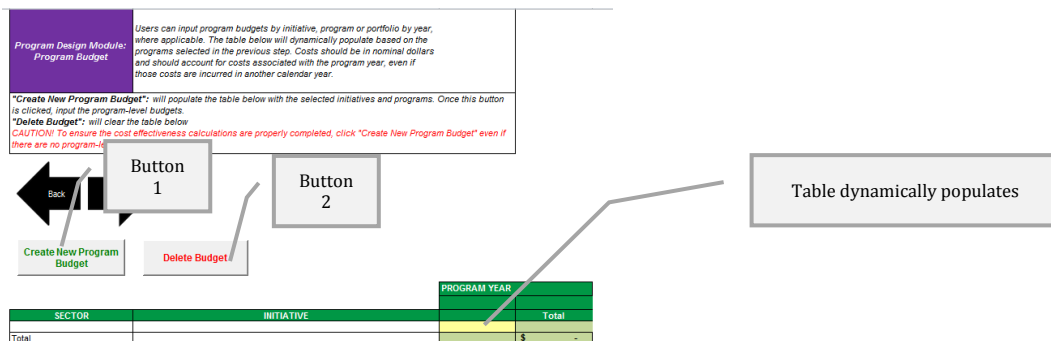 Program Design Module:
Program Budget
Users can input program budgets by initiative, program or portfolio by year,
where applicable. The table below will dynamically populate based on the
programs selected in the previous step. Costs should be in nominal dollars
and should account for costs associated with the program year, even if
those costs are incurred in another calendar year.
"Create New Program Budget": will populate the table below with the selected initiatives and programs. Once this button
is clicked, input the program-level budgets.
"Delete Budget": will clear the table below
CAUTION! To ensure the cost effectiveness calculations are properly completed, click "Create New Program Budget" even if
there are no
Button
1
Button
2
Table dynamically populates
Back
Create New Program
Budget
Delete Budget
PROGRAM YEAR
SECTOR INITIATIVE Total
Total $ -